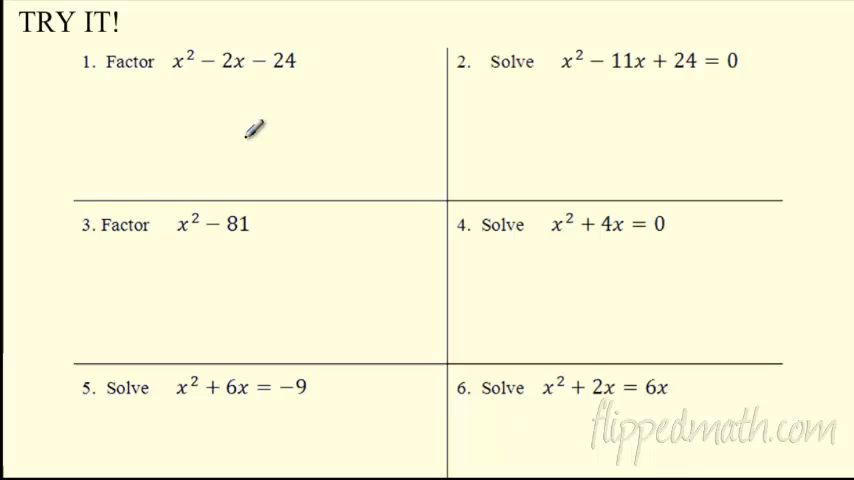 TRY IT!
1. Factor x² − 2x − 24
2. Solve x² − 11x + 24 = 0
3. Factor x² − 81
4. Solve x² + 4x = 0
5. Solve x² + 6x = −9
6. Solve x² + 2x = 6x
flippedmath.com